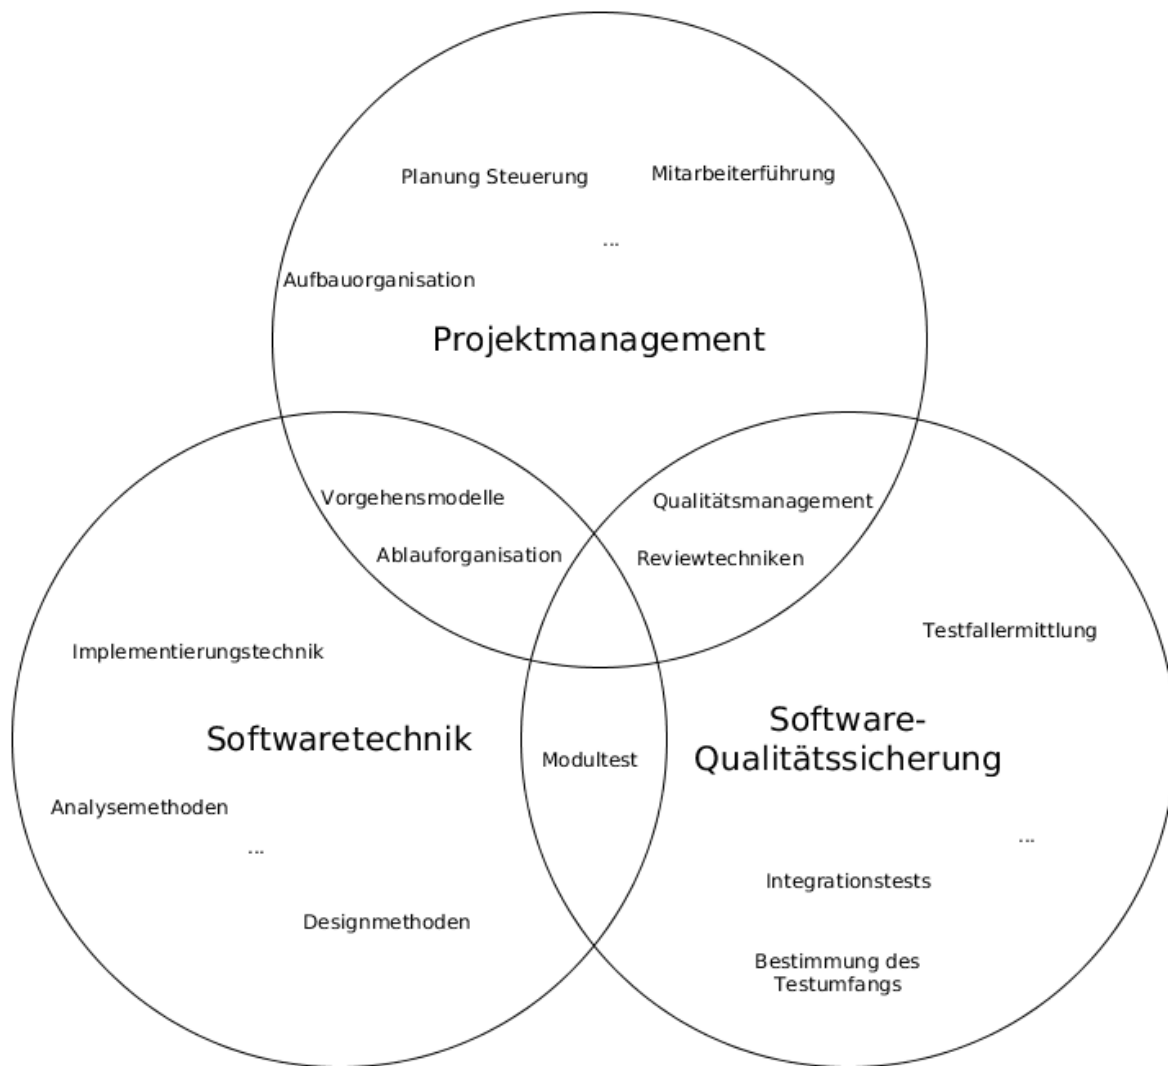 Planung Steuerung
Mitarbeiterführung
...
Aufbauorganisation
Projektmanagement
Vorgehensmodelle
Qualitätsmanagement
Ablauforganisation
Reviewtechniken
Testfallermittlung
Implementierungstechnik
Softwaretechnik
Software-
Qualitätssicherung
Modultest
Analysemethoden
...
...
Integrationstests
Designmethoden
Bestimmung des
Testumfangs